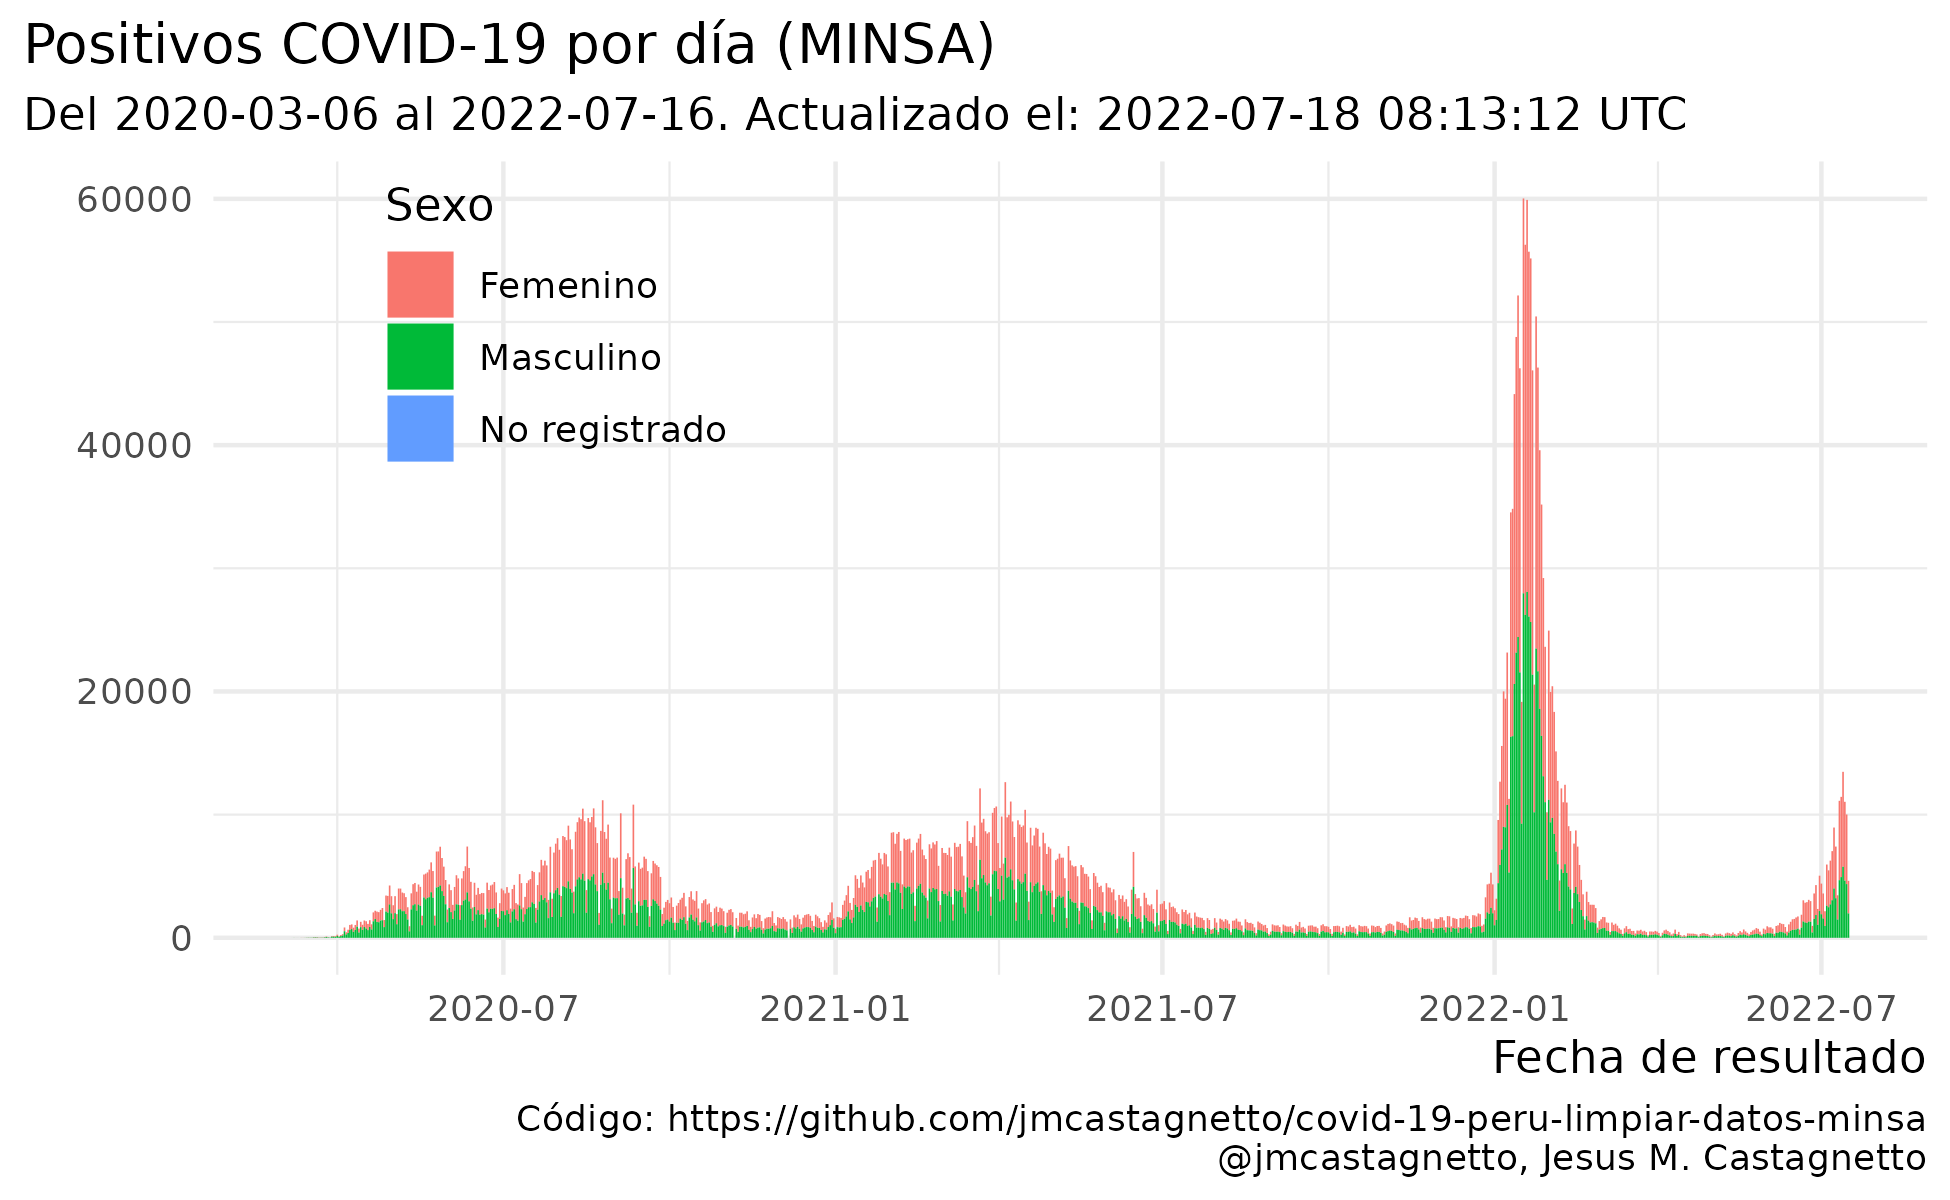 Positivos COVID-19 por día (MINSA)
Del 2020-03-06 al 2022-07-16. Actualizado el: 2022-07-18 08:13:12 UTC
60000
40000
20000
0
Sexo
Femenino
Masculino
No registrado
2020-07 2021-01 2021-07 2022-01 2022-07
Fecha de resultado
Código: https://github.com/jmcastagnetto/covid-19-peru-limpiar-datos-minsa
@jmcastagnetto, Jesus M. Castagnetto